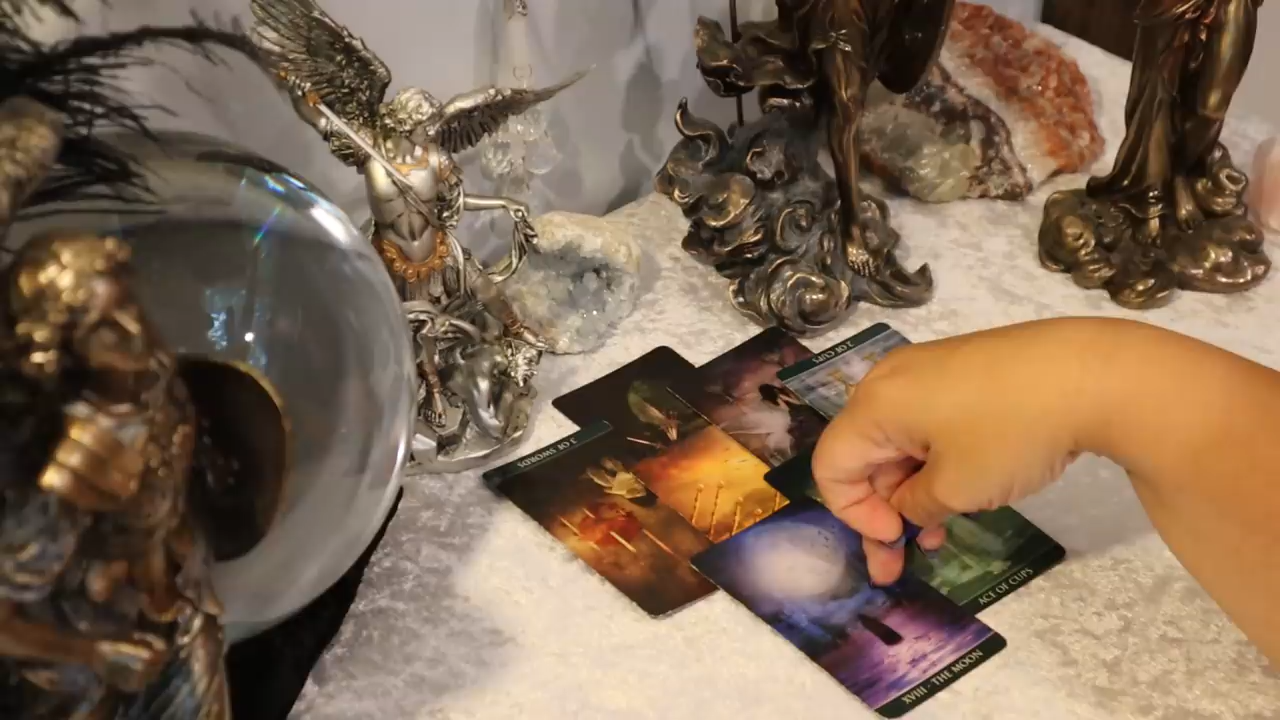 2 OF CUPS
3 OF SWORDS
ACE OF CUPS
XVIII - THE MOON